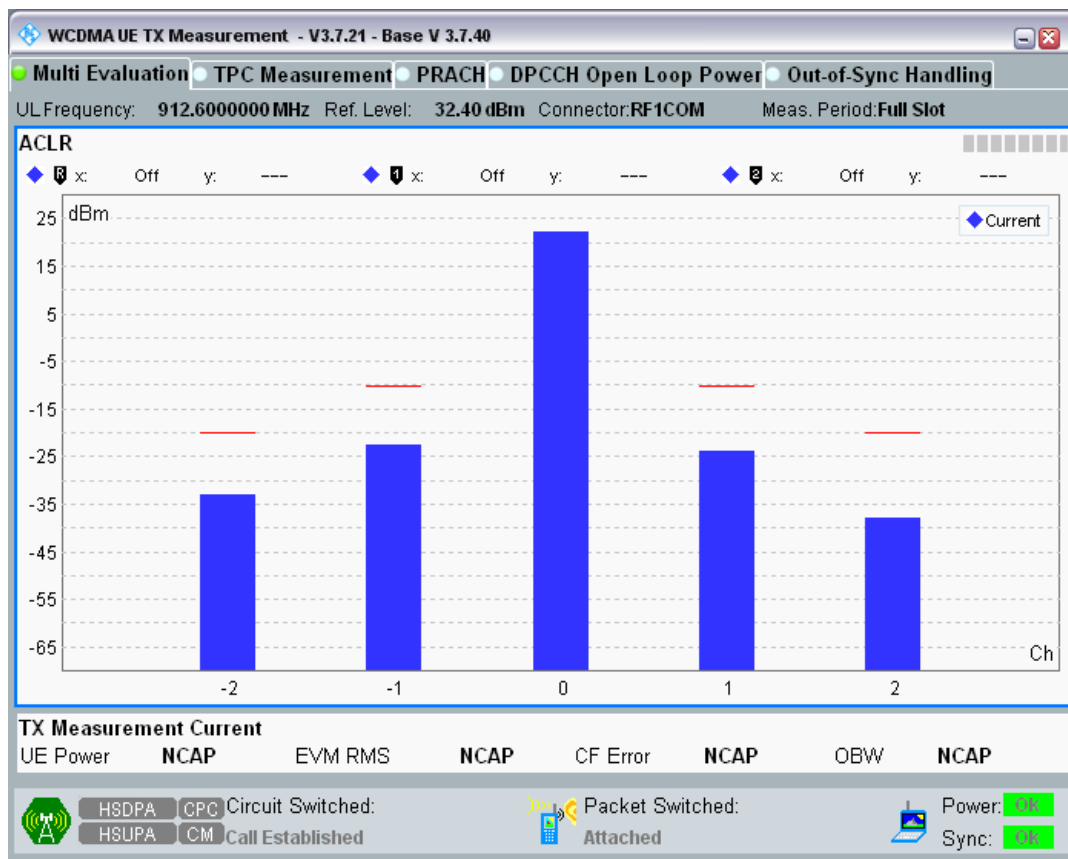 WCDMA UE TX Measurement - V3.7.21 - Base V 3.7.40
Multi Evaluation TPC Measurement PRACH DPCCH Open Loop Power Out-of-Sync Handling
UL Frequency: 912.6000000 MHz Ref. Level: 32.40 dBm Connector:RF1COM Meas. Period:Full Slot
ACLR
R x: Off y: --- 1 x: Off y: --- 2 x: Off y: ---
dBm
Current
25
15
5
-5
-15
-25
-35
-45
-55
-65
Ch
-2 -1 0 1 2
TX Measurement Current
UE Power NCAP EVM RMS NCAP CF Error NCAP OBW NCAP
HSDPA CPC Circuit Switched: Packet Switched: Power: Ok
HSUPA CM Call Established Attached Sync: Ok